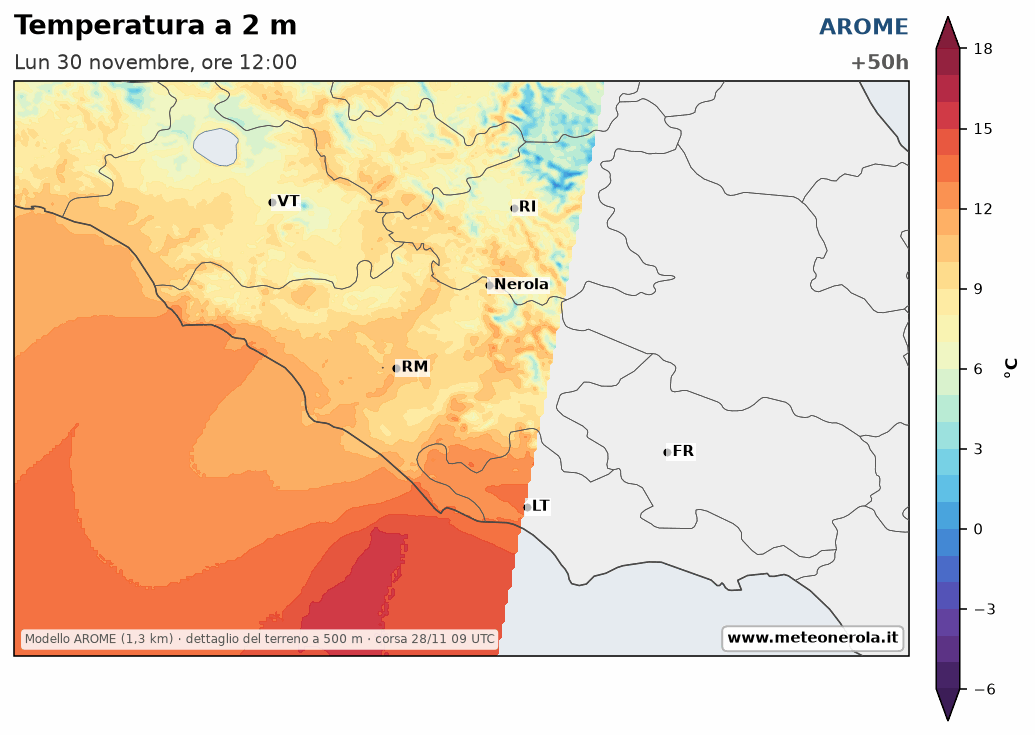 Temperatura a 2 m
AROME
Lun 30 novembre, ore 12:00
+50h
VT
RI
Nerola
RM
FR
LT
Modello AROME (1,3 km) · dettaglio del terreno a 500 m · corsa 28/11 09 UTC
www.meteonerola.it
18
15
12
9
6
3
0
−3
−6
°C